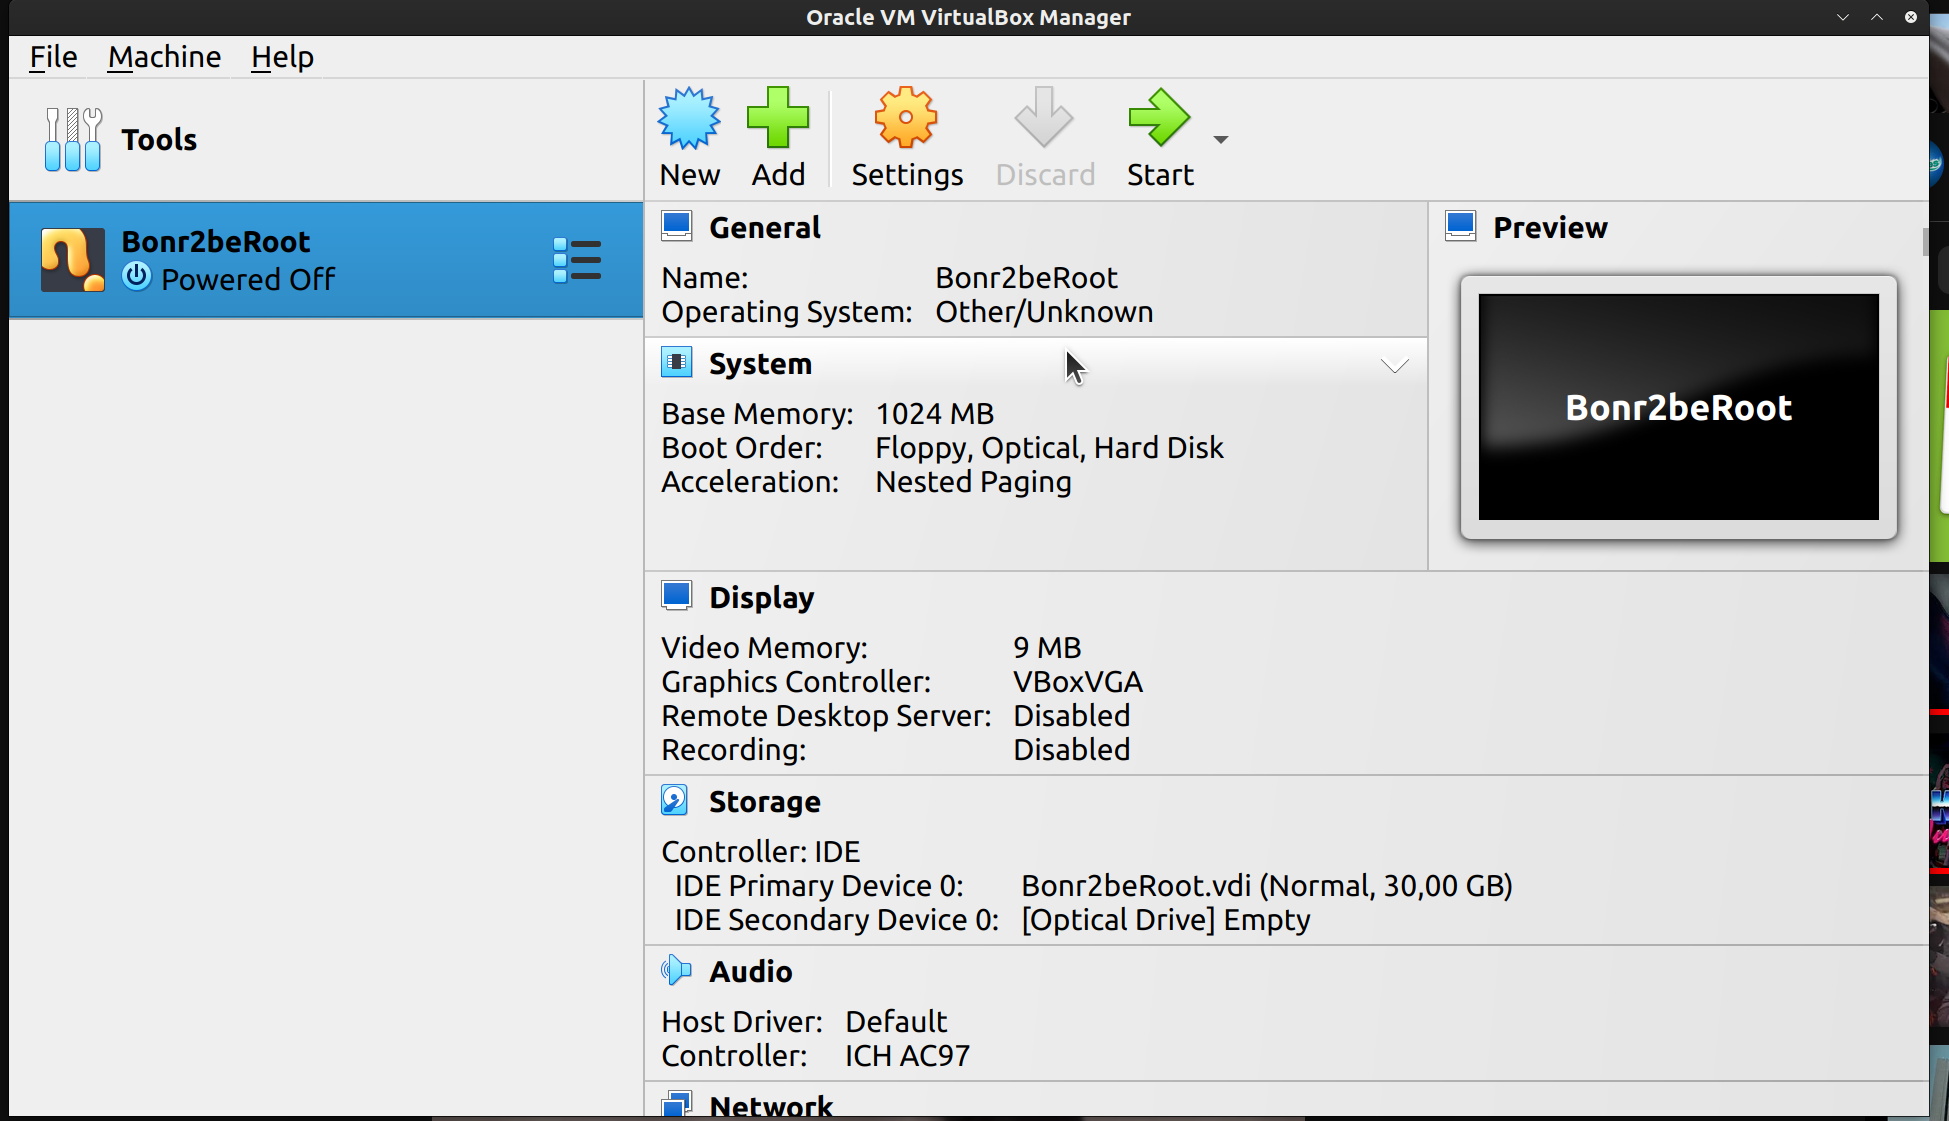 Oracle VM VirtualBox Manager
File Machine Help
Tools
New Add Settings Discard Start
Bonr2beRoot
Powered Off
General
Name: Bonr2beRoot
Operating System: Other/Unknown
Preview
Bonr2beRoot
System
Base Memory: 1024 MB
Boot Order: Floppy, Optical, Hard Disk
Acceleration: Nested Paging
Display
Video Memory: 9 MB
Graphics Controller: VBoxVGA
Remote Desktop Server: Disabled
Recording: Disabled
Storage
Controller: IDE
IDE Primary Device 0: Bonr2beRoot.vdi (Normal, 30,00 GB)
IDE Secondary Device 0: [Optical Drive] Empty
Audio
Host Driver: Default
Controller: ICH AC97
Network